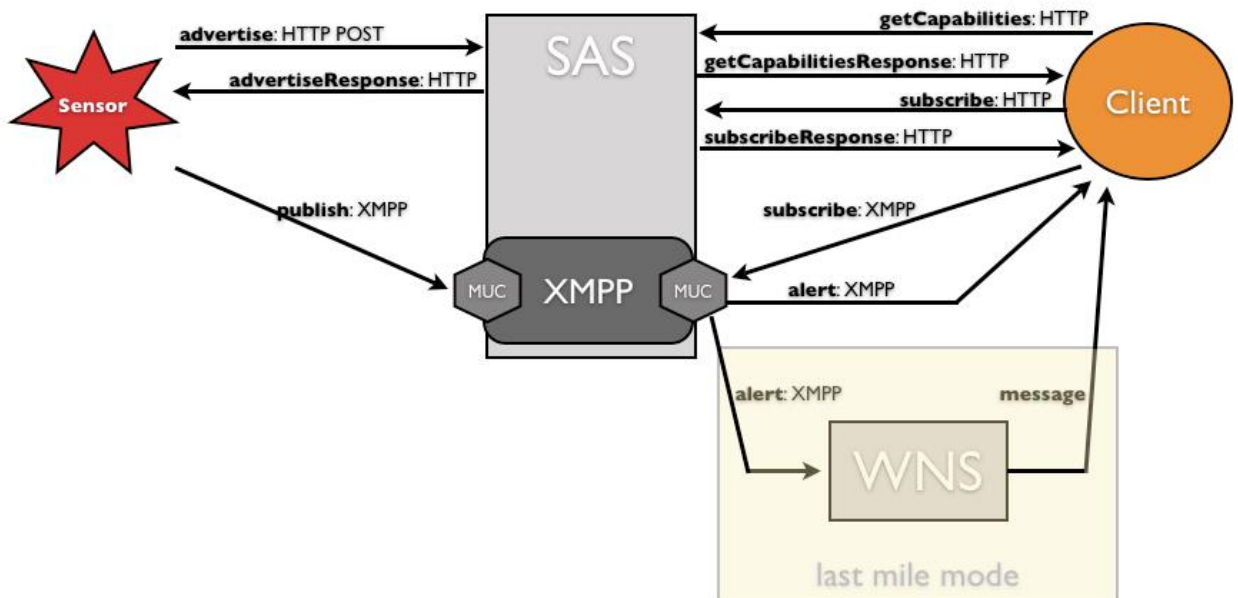 getCapabilities: HTTP
advertise: HTTP POST
SAS
getCapabilitiesResponse: HTTP
advertiseResponse: HTTP
Sensor
Client
subscribe: HTTP
subscribeResponse: HTTP
publish: XMPP
subscribe: XMPP
MUC
XMPP
MUC
alert: XMPP
alert: XMPP
message
WNS
last mile mode